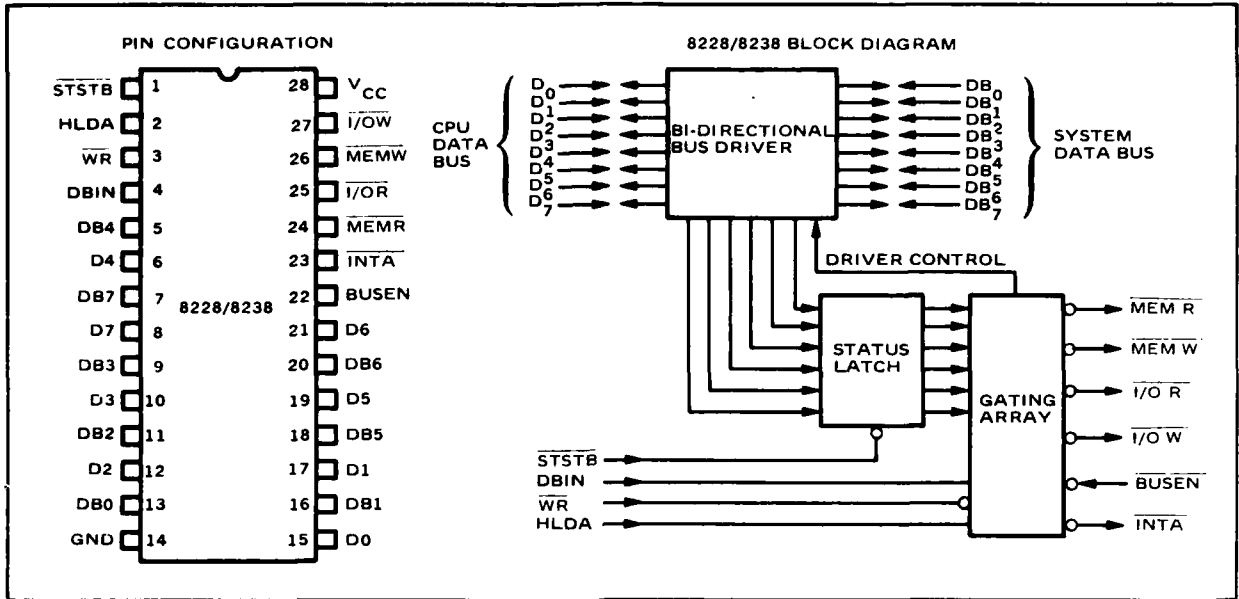 PIN CONFIGURATION
STSTB 1
HLDA 2
WR 3
DBIN 4
DB4 5
D4 6
DB7 7
D7 8
DB3 9
D3 10
DB2 11
D2 12
DB0 13
GND 14
8228/8238
28 VCC
27 I/OW
26 MEMW
25 I/OR
24 MEMR
23 INTA
22 BUSEN
21 D6
20 DB6
19 D5
18 DB5
17 D1
16 DB1
15 D0
8228/8238 BLOCK DIAGRAM
CPU
DATA
BUS
D0
D1
D2
D3
D4
D5
D6
D7
BI-DIRECTIONAL
BUS DRIVER
DB0
DB1
DB2
DB3
DB4
DB5
DB6
DB7
SYSTEM
DATA BUS
DRIVER CONTROL
STATUS
LATCH
GATING
ARRAY
MEM R
MEM W
I/O R
I/O W
BUSEN
INTA
STSTB
DBIN
WR
HLDA